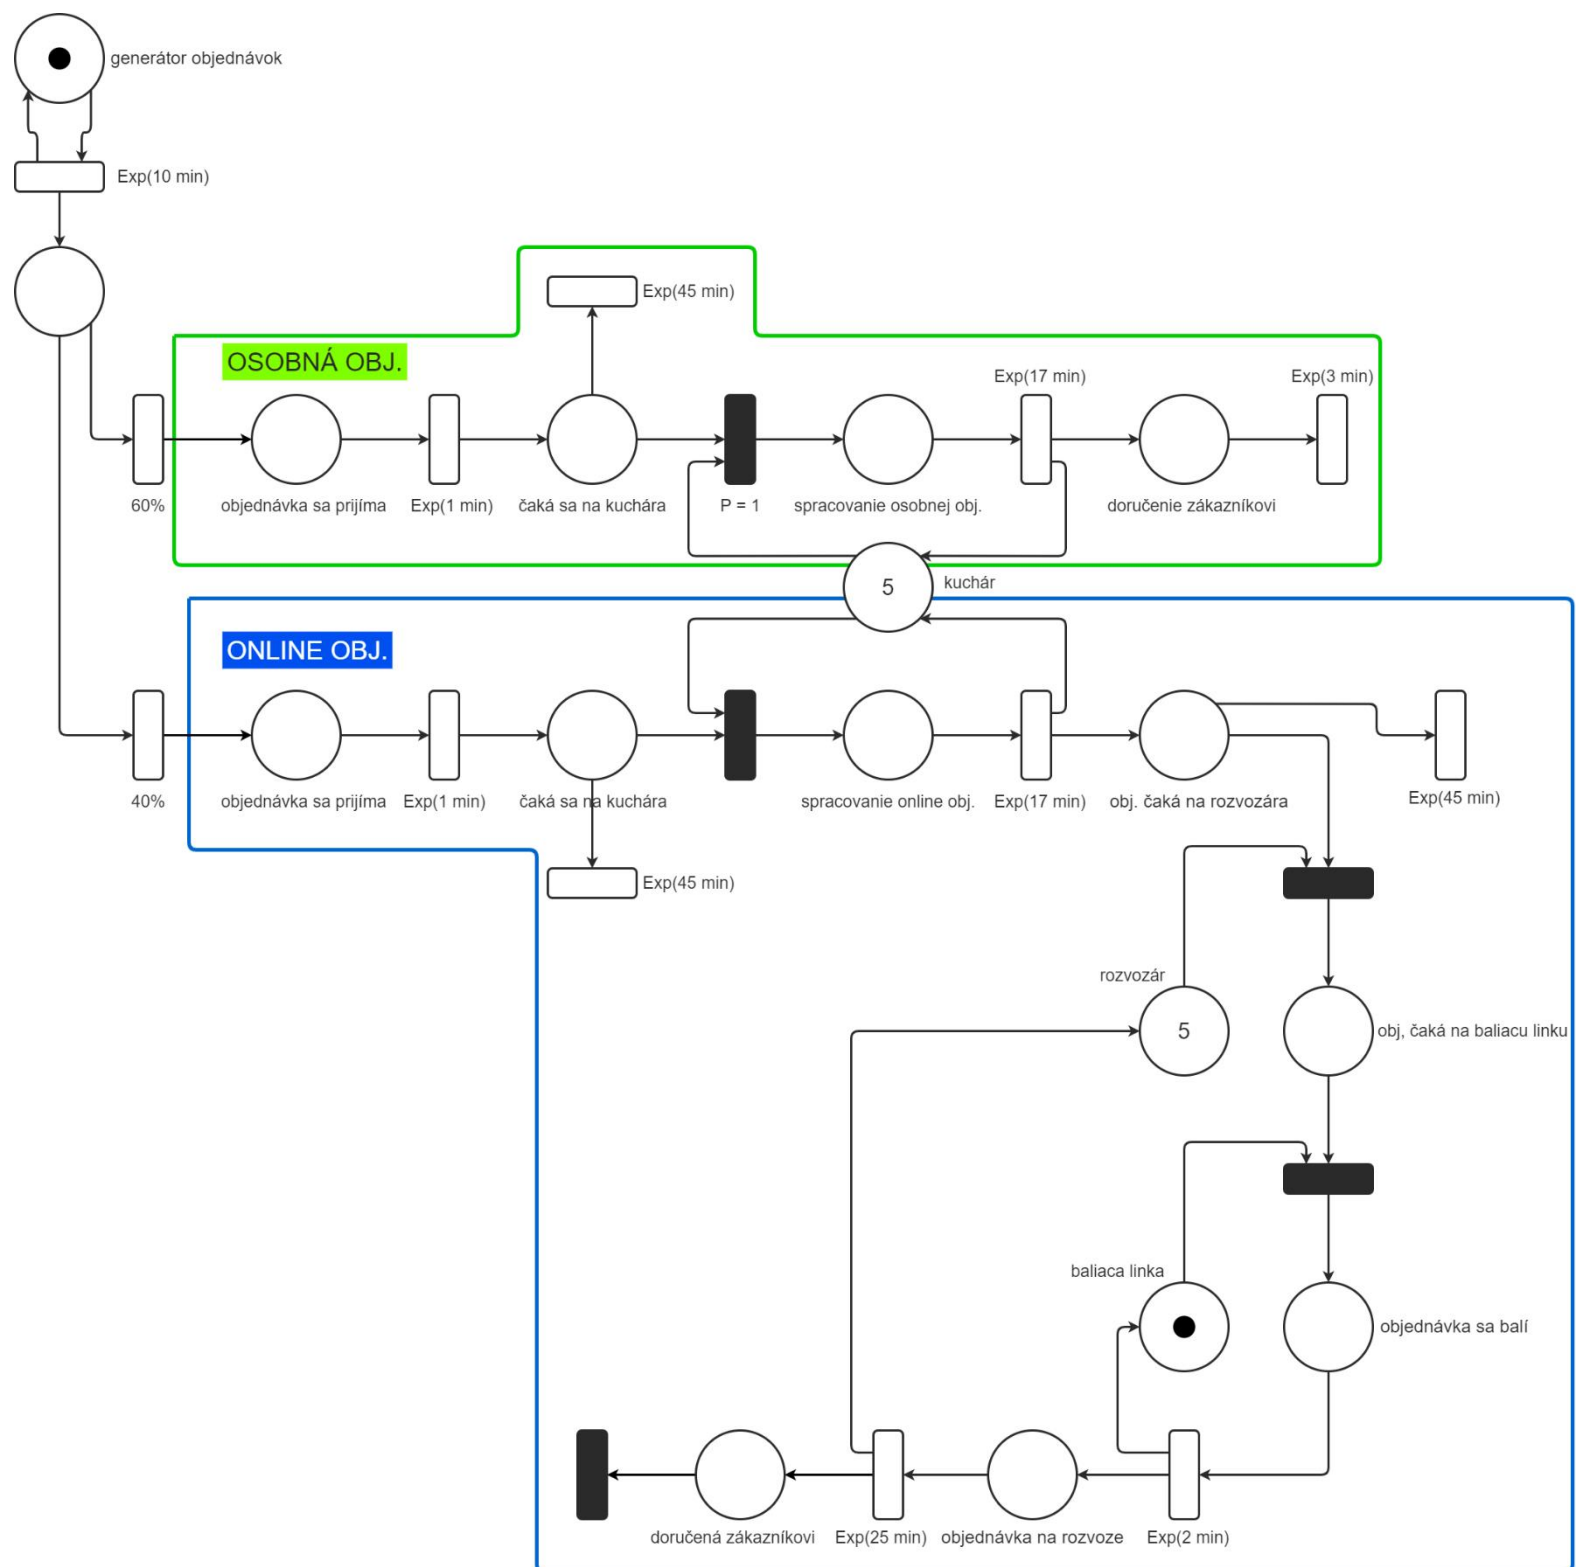 generátor objednávok
Exp(10 min)
Exp(45 min)
OSOBNÁ OBJ.
Exp(17 min)
Exp(3 min)
60%
objednávka sa prijíma
Exp(1 min)
čaká sa na kuchára
P = 1
spracovanie osobnej obj.
doručenie zákazníkovi
5
kuchár
ONLINE OBJ.
40%
objednávka sa prijíma
Exp(1 min)
čaká sa na kuchára
spracovanie online obj.
Exp(17 min)
obj. čaká na rozvozára
Exp(45 min)
Exp(45 min)
rozvozár
5
obj, čaká na baliacu linku
baliaca linka
objednávka sa balí
doručená zákazníkovi
Exp(25 min)
objednávka na rozvoze
Exp(2 min)